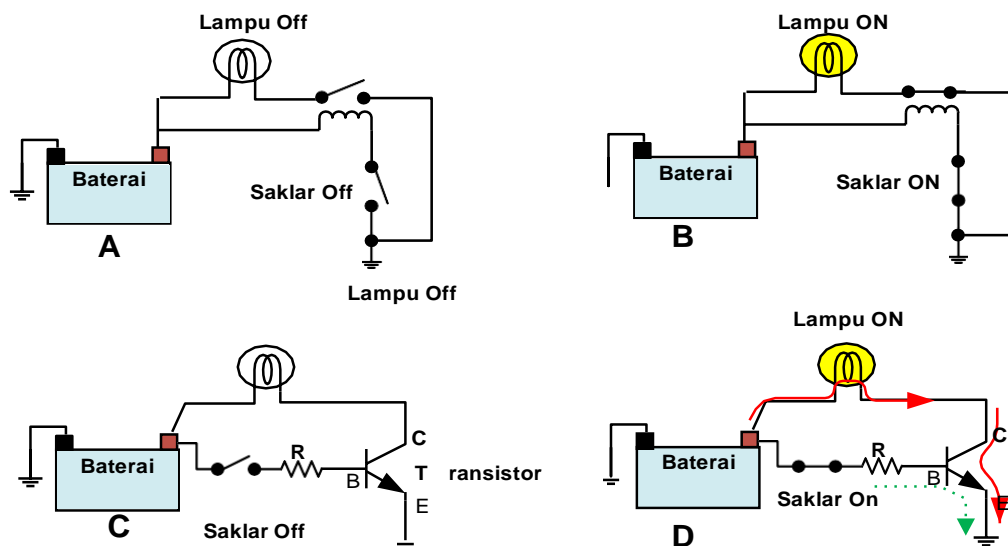 Lampu Off
Baterai
Saklar Off
A
Lampu Off
Lampu ON
Baterai
Saklar ON
B
Baterai
R
B
C
T ransistor
E
C
Saklar Off
Lampu ON
Baterai
R
B
C
E
Saklar On
D